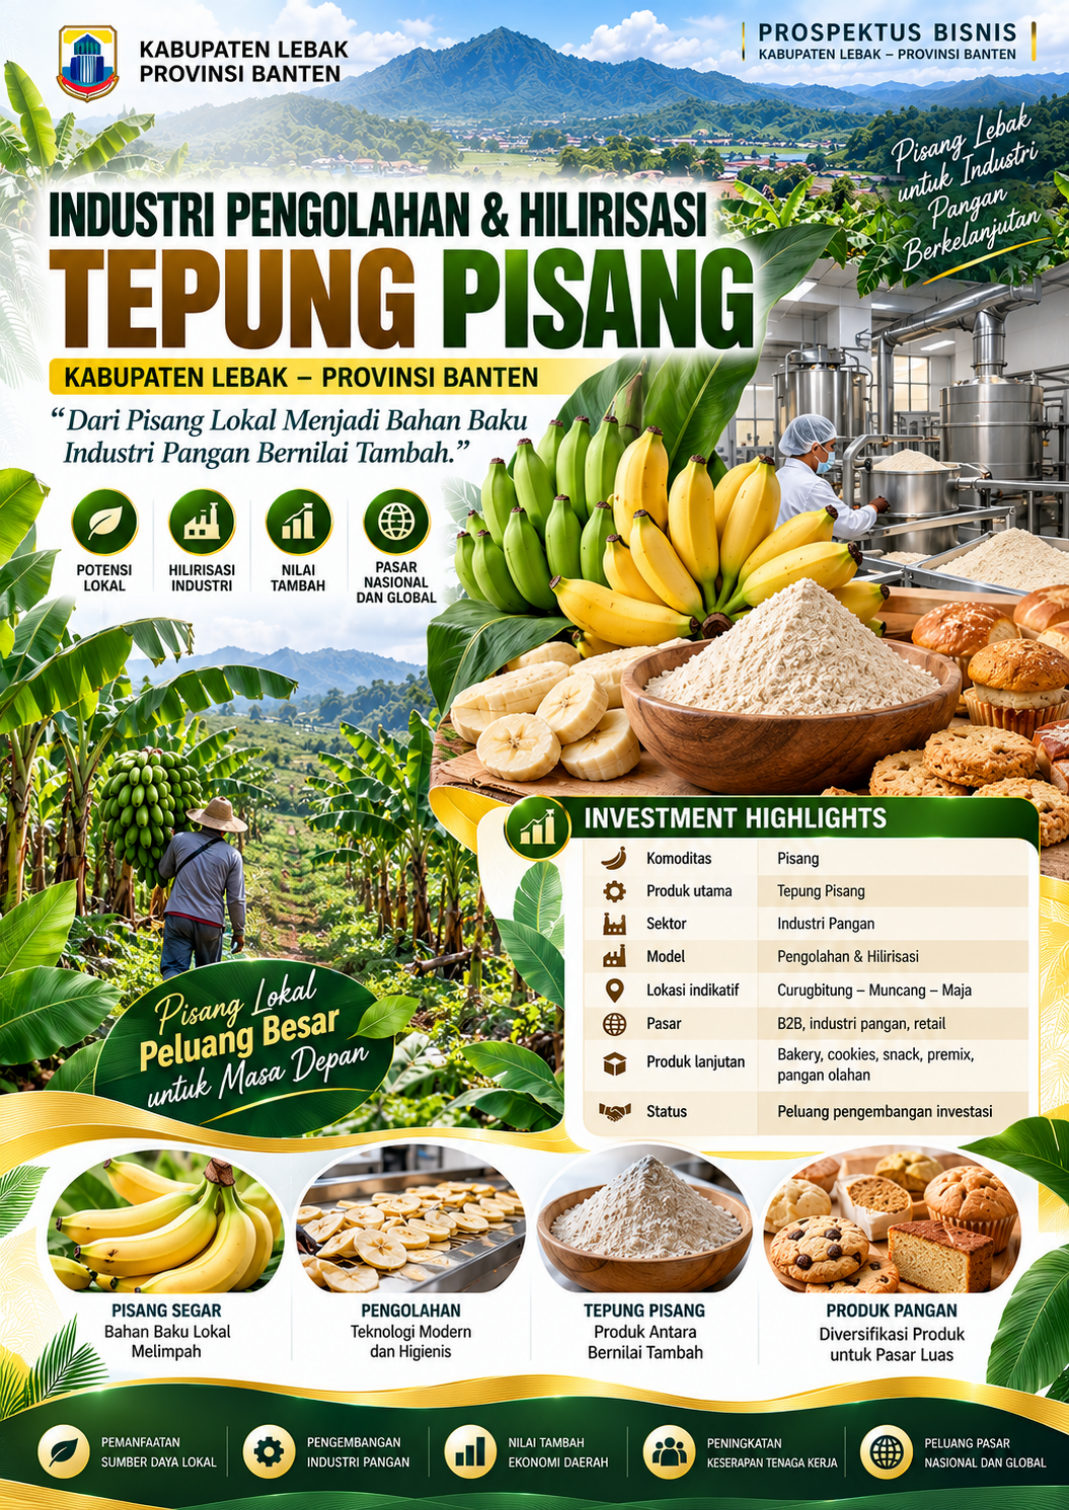 KABUPATEN LEBAK
PROVINSI BANTEN
PROSPEKTUS BISNIS
KABUPATEN LEBAK – PROVINSI BANTEN
Pisang Lebak
untuk Industri
Pangan
Berkelanjutan
INDUSTRI PENGOLAHAN & HILIRISASI
TEPUNG PISANG
KABUPATEN LEBAK – PROVINSI BANTEN
“Dari Pisang Lokal Menjadi Bahan Baku
Industri Pangan Bernilai Tambah.”
POTENSI
LOKAL
HILIRISASI
INDUSTRI
NILAI
TAMBAH
PASAR
NASIONAL
DAN GLOBAL
INVESTMENT HIGHLIGHTS
Komoditas Pisang
Produk utama Tepung Pisang
Sektor Industri Pangan
Model Pengolahan & Hilirisasi
Lokasi indikatif Curugbitung – Muncang – Maja
Pasar B2B, industri pangan, retail
Produk lanjutan Bakery, cookies, snack, premix,
pangan olahan
Status Peluang pengembangan investasi
Pisang Lokal
Peluang Besar
untuk Masa Depan
PISANG SEGAR
Bahan Baku Lokal
Melimpah
PENGOLAHAN
Teknologi Modern
dan Higienis
TEPUNG PISANG
Produk Antara
Bernilai Tambah
PRODUK PANGAN
Diversifikasi Produk
untuk Pasar Luas
PEMANFAATAN
SUMBER DAYA LOKAL
PENGEMBANGAN
INDUSTRI PANGAN
NILAI TAMBAH
EKONOMI DAERAH
PENINGKATAN
KESERAPAN TENAGA KERJA
PELUANG PASAR
NASIONAL DAN GLOBAL